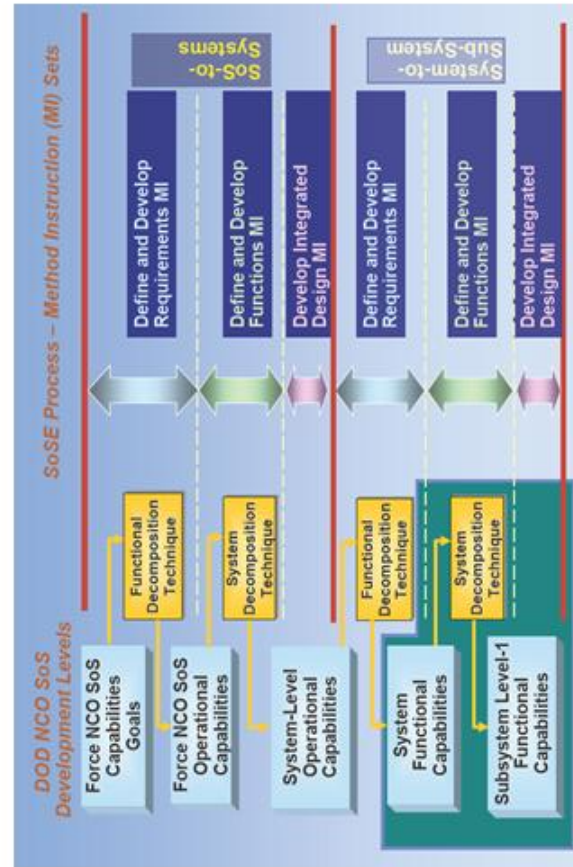 DOD NCO SoS
Development Levels
SoSE Process – Method Instruction (MI) Sets
Force NCO SoS
Capabilities
Goals
Functional
Decomposition
Technique
Define and Develop
Requirements MI
SoS-to-
Systems
Force NCO SoS
Operational
Capabilities
System
Decomposition
Technique
Define and Develop
Functions MI
Develop Integrated
Design MI
System-Level
Operational
Capabilities
Functional
Decomposition
Technique
Define and Develop
Requirements MI
System-to-
Sub-System
System
Functional
Capabilities
System
Decomposition
Technique
Define and Develop
Functions MI
Subsystem Level-1
Functional
Capabilities
Develop Integrated
Design MI